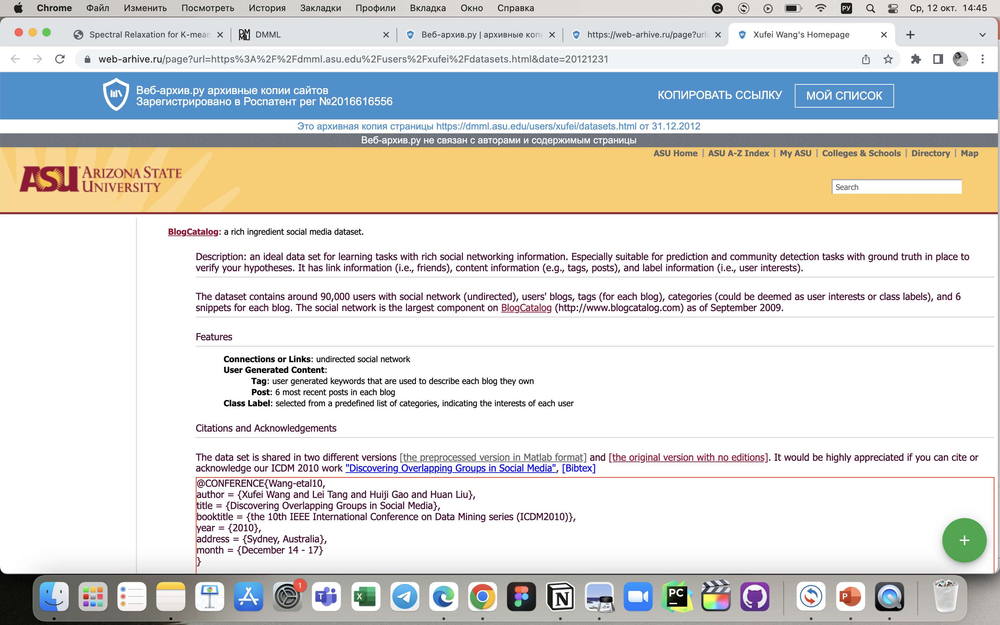 Chrome Файл Изменить Посмотреть История Закладки Профили Вкладка Окно Справка РУ Ср, 12 окт. 14:45
Spectral Relaxation for K-mean DMML Веб-архив.ру | архивные копи https://web-arhive.ru/page?url= Xufei Wang's Homepage
web-arhive.ru/page?url=https%3A%2F%2Fdmml.asu.edu%2Fusers%2Fxufei%2Fdatasets.html&date=20121231
Веб-архив.ру архивные копии сайтов
Зарегистрировано в Роспатент рег №2016616556
КОПИРОВАТЬ ССЫЛКУ МОЙ СПИСОК
Это архивная копия страницы https://dmml.asu.edu/users/xufei/datasets.html от 31.12.2012
Веб-архив.ру не связан с авторами и содержимым страницы
ASU Home | ASU A-Z Index | My ASU | Colleges & Schools | Directory | Map
ASU ARIZONA STATE
UNIVERSITY
Search
BlogCatalog: a rich ingredient social media dataset.
Description: an ideal data set for learning tasks with rich social networking information. Especially suitable for prediction and community detection tasks with ground truth in place to
verify your hypotheses. It has link information (i.e., friends), content information (e.g., tags, posts), and label information (i.e., user interests).
The dataset contains around 90,000 users with social network (undirected), users' blogs, tags (for each blog), categories (could be deemed as user interests or class labels), and 6
snippets for each blog. The social network is the largest component on BlogCatalog (http://www.blogcatalog.com) as of September 2009.
Features
Connections or Links: undirected social network
User Generated Content:
Tag: user generated keywords that are used to describe each blog they own
Post: 6 most recent posts in each blog
Class Label: selected from a predefined list of categories, indicating the interests of each user
Citations and Acknowledgements
The data set is shared in two different versions [the preprocessed version in Matlab format] and [the original version with no editions]. It would be highly appreciated if you can cite or
acknowledge our ICDM 2010 work "Discovering Overlapping Groups in Social Media", [Bibtex]
@CONFERENCE{Wang-etal10,
author = {Xufei Wang and Lei Tang and Huiji Gao and Huan Liu},
title = {Discovering Overlapping Groups in Social Media},
booktitle = {the 10th IEEE International Conference on Data Mining series (ICDM2010)},
year = {2010},
address = {Sydney, Australia},
month = {December 14 - 17}
}
1
T X N PC P